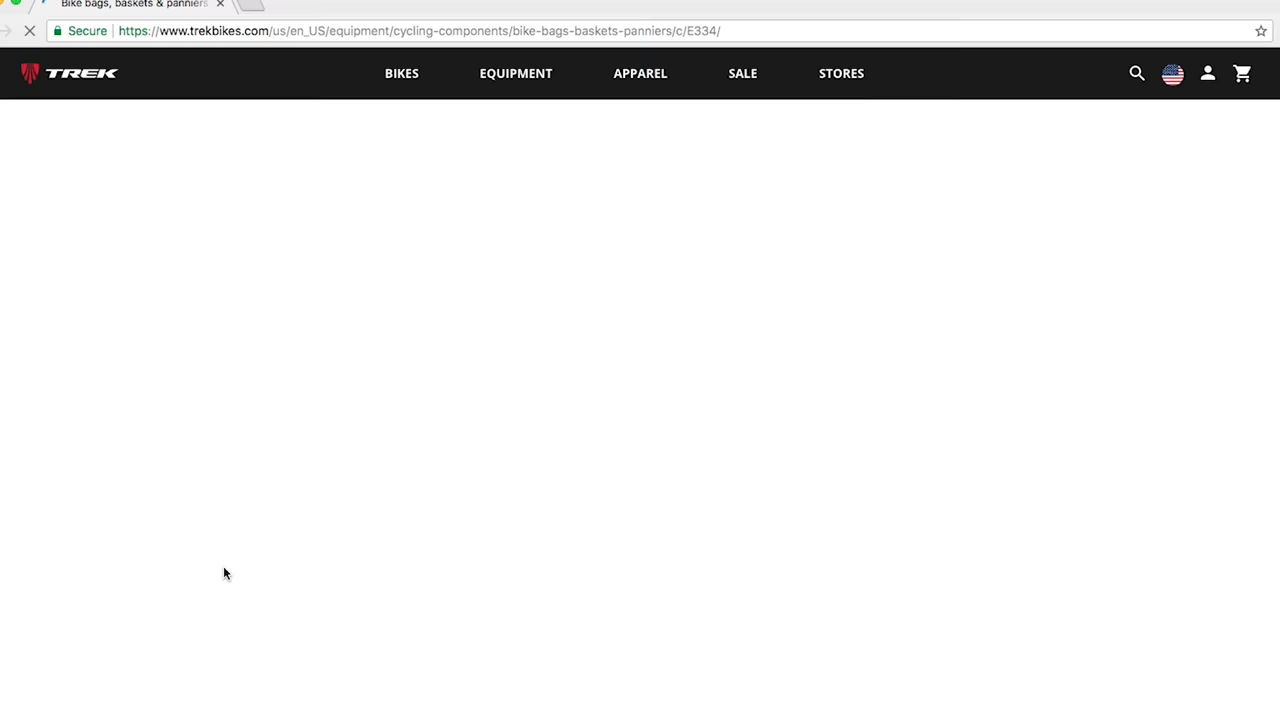 Bike bags, baskets & panniers
Secure https://www.trekbikes.com/us/en_US/equipment/cycling-components/bike-bags-baskets-panniers/c/E334/
TREK BIKES EQUIPMENT APPAREL SALE STORES